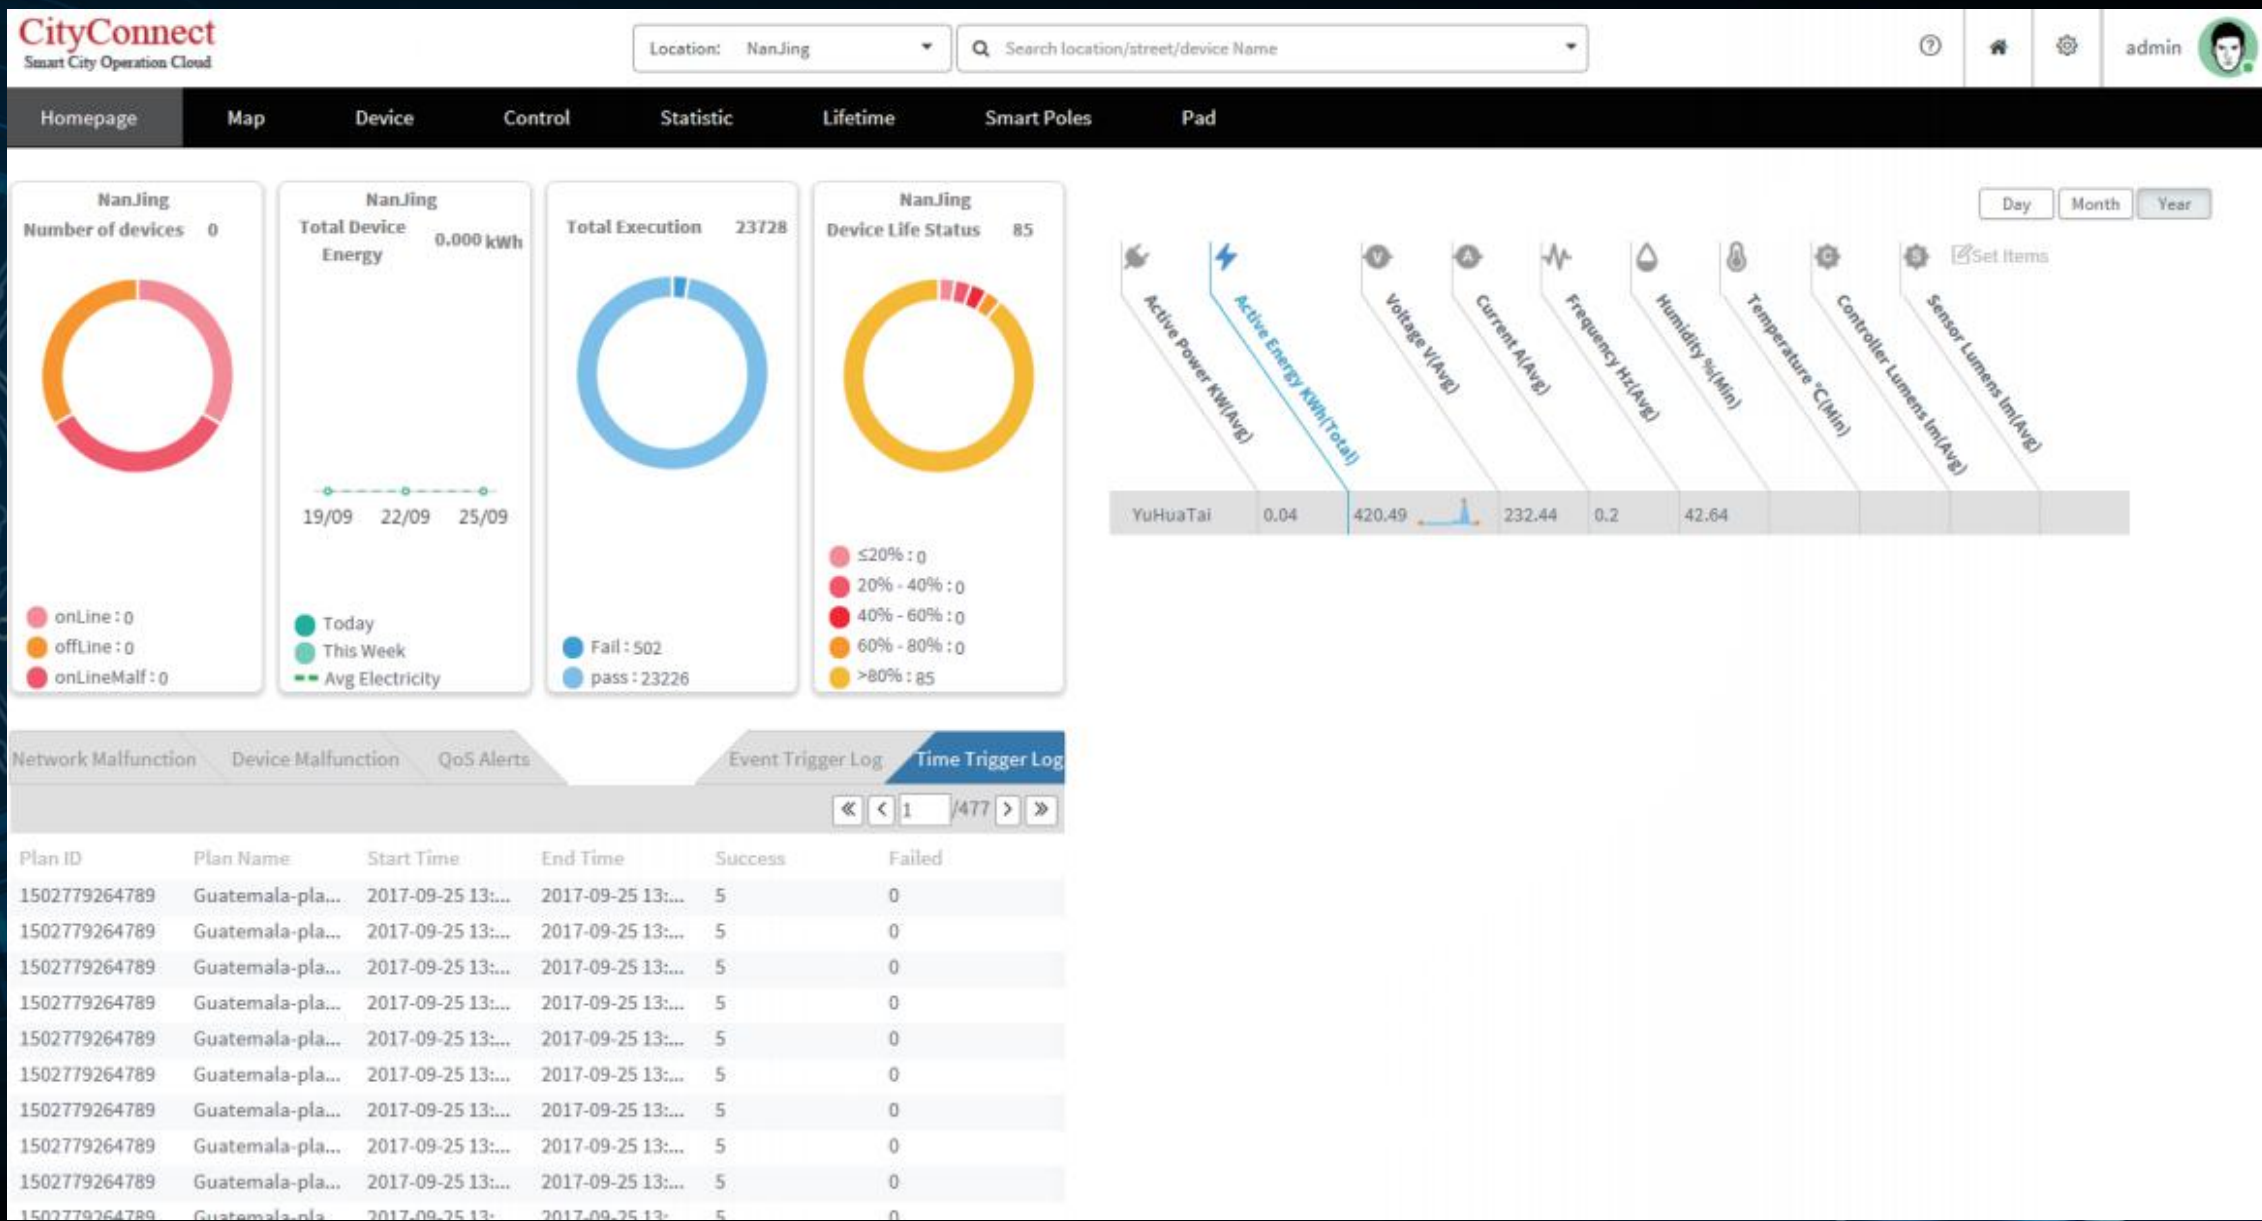 CityConnect
Smart City Operation Cloud
Location: NanJing
Search location/street/device Name
admin
Homepage Map Device Control Statistic Lifetime Smart Poles Pad
NanJing
Number of devices 0
onLine : 0
offLine : 0
onLineMalf : 0
NanJing
Total Device Energy 0.000 kWh
19/09 22/09 25/09
Today
This Week
Avg Electricity
Total Execution 23728
Fail : 502
pass : 23226
NanJing
Device Life Status 85
≤20% : 0
20% - 40% : 0
40% - 60% : 0
60% - 80% : 0
>80% : 85
Day Month Year
V A C S Set Items
Active Power KW(Avg)
Active Energy KWh(Total)
Voltage V(Avg)
Current A(Avg)
Frequency Hz(Avg)
Humidity %(Min)
Temperature °C(Min)
Controller Lumens lm(Avg)
Sensor Lumens lm(Avg)
YuHuaTai 0.04 420.49 232.44 0.2 42.64
Network Malfunction Device Malfunction QoS Alerts Event Trigger Log Time Trigger Log
« < 1 /477 > »
Plan ID Plan Name Start Time End Time Success Failed
1502779264789 Guatemala-pla... 2017-09-25 13:... 2017-09-25 13:... 5 0
1502779264789 Guatemala-pla... 2017-09-25 13:... 2017-09-25 13:... 5 0
1502779264789 Guatemala-pla... 2017-09-25 13:... 2017-09-25 13:... 5 0
1502779264789 Guatemala-pla... 2017-09-25 13:... 2017-09-25 13:... 5 0
1502779264789 Guatemala-pla... 2017-09-25 13:... 2017-09-25 13:... 5 0
1502779264789 Guatemala-pla... 2017-09-25 13:... 2017-09-25 13:... 5 0
1502779264789 Guatemala-pla... 2017-09-25 13:... 2017-09-25 13:... 5 0
1502779264789 Guatemala-pla... 2017-09-25 13:... 2017-09-25 13:... 5 0
1502779264789 Guatemala-pla... 2017-09-25 13:... 2017-09-25 13:... 5 0
1502779264789 Guatemala-pla... 2017-09-25 13:... 2017-09-25 13:... 5 0